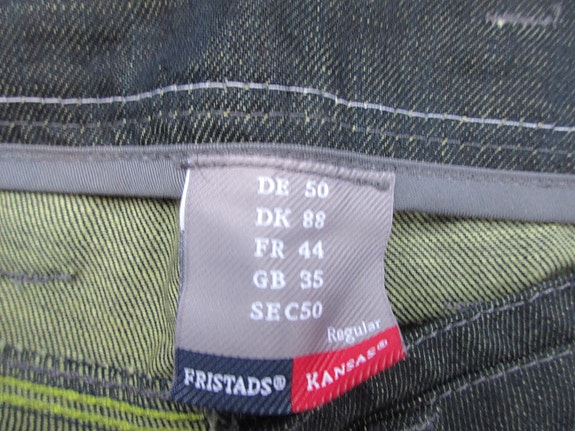 DE 50
DK 88
FR 44
GB 35
SE C50
Regular
FRISTADS® KANSAS®